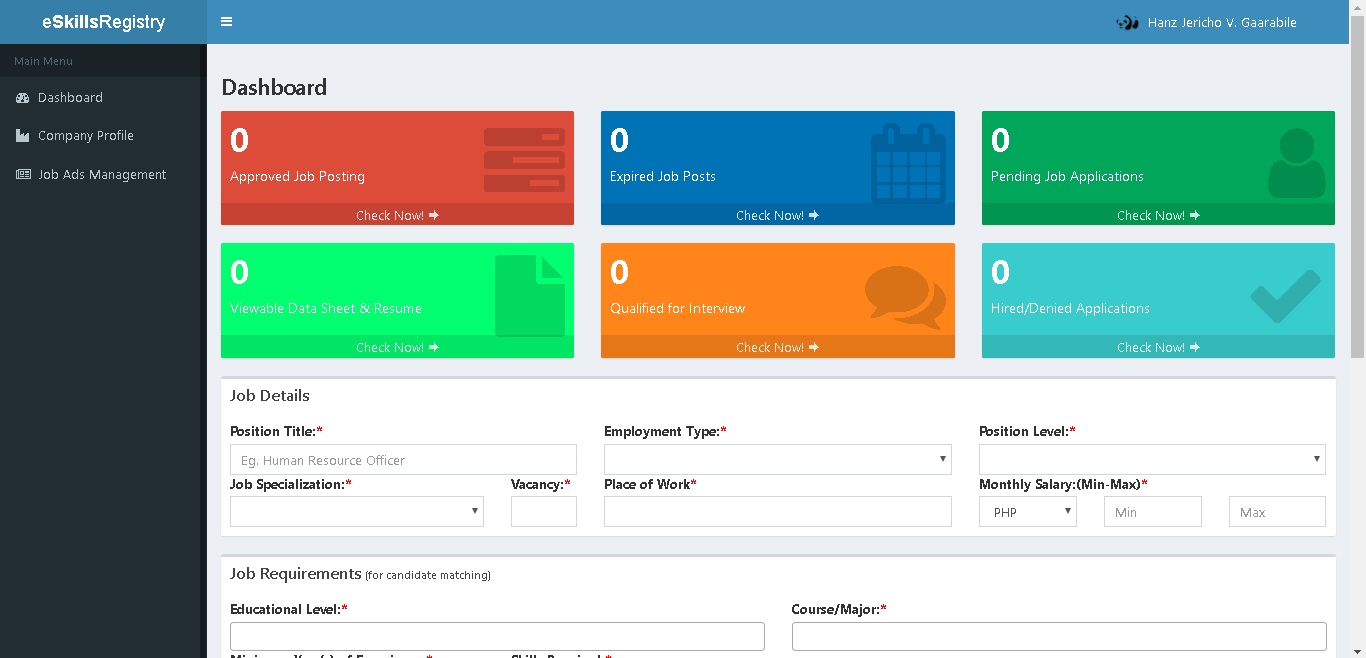 eSkillsRegistry
Hanz Jericho V. Gaarabile
Main Menu
Dashboard
Company Profile
Job Ads Management
Dashboard
0
Approved Job Posting
Check Now!
0
Expired Job Posts
Check Now!
0
Pending Job Applications
Check Now!
0
Viewable Data Sheet & Resume
Check Now!
0
Qualified for Interview
Check Now!
0
Hired/Denied Applications
Check Now!
Job Details
Position Title:*
Eg. Human Resource Officer
Employment Type:*
Position Level:*
Job Specialization:*
Vacancy:*
Place of Work*
Monthly Salary:(Min-Max)*
PHP
Min
Max
Job Requirements (for candidate matching)
Educational Level:*
Course/Major:*